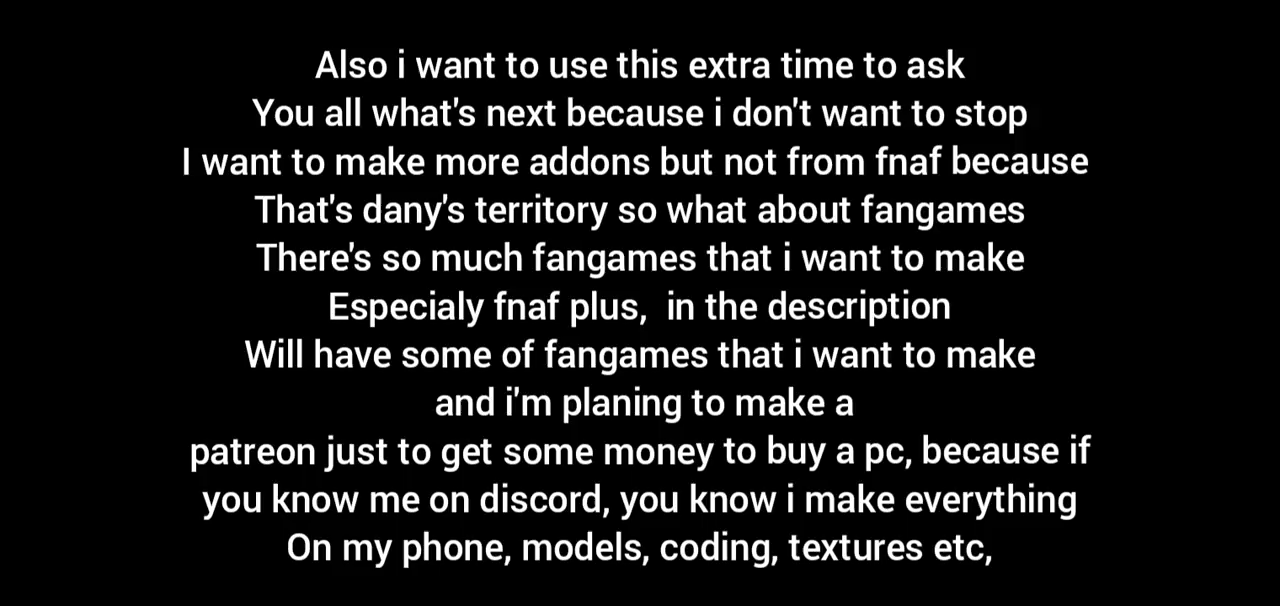 Also i want to use this extra time to ask
You all what's next because i don't want to stop
I want to make more addons but not from fnaf because
That's dany's territory so what about fangames
There's so much fangames that i want to make
Especialy fnaf plus,  in the description
Will have some of fangames that i want to make
and i'm planing to make a
patreon just to get some money to buy a pc, because if
you know me on discord, you know i make everything
On my phone, models, coding, textures etc,